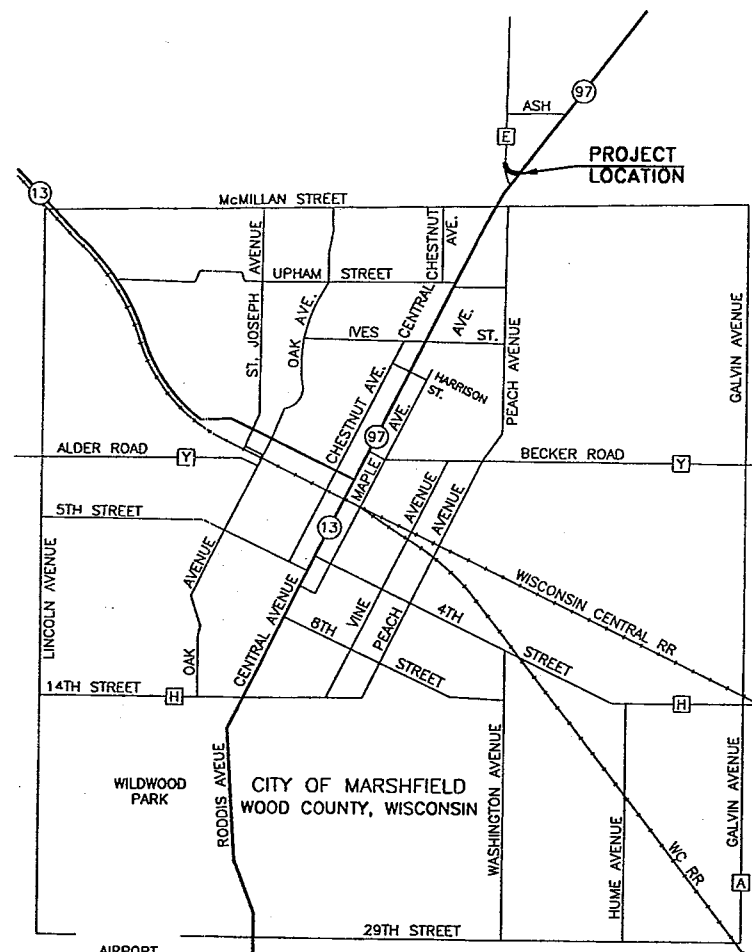 97
ASH
E
PROJECT
LOCATION
13
McMILLAN STREET
ST. JOSEPH AVENUE
UPHAM STREET
OAK AVE.
CHESTNUT AVE.
CENTRAL AVE.
IVES ST.
PEACH AVENUE
GALVIN AVENUE
CHESTNUT AVE.
HARRISON
ST.
97
MAPLE AVE.
ALDER ROAD
Y
BECKER ROAD
Y
5TH STREET
13
VINE AVENUE
PEACH AVENUE
WISCONSIN CENTRAL RR
LINCOLN AVENUE
OAK AVENUE
CENTRAL AVENUE
8TH STREET
4TH STREET
14TH STREET
H
H
WILDWOOD
PARK
RODDIS AVEUE
CITY OF MARSHFIELD
WOOD COUNTY, WISCONSIN
WASHINGTON AVENUE
HUME AVENUE
WC RR
GALVIN AVENUE
A
29TH STREET
AIRPORT